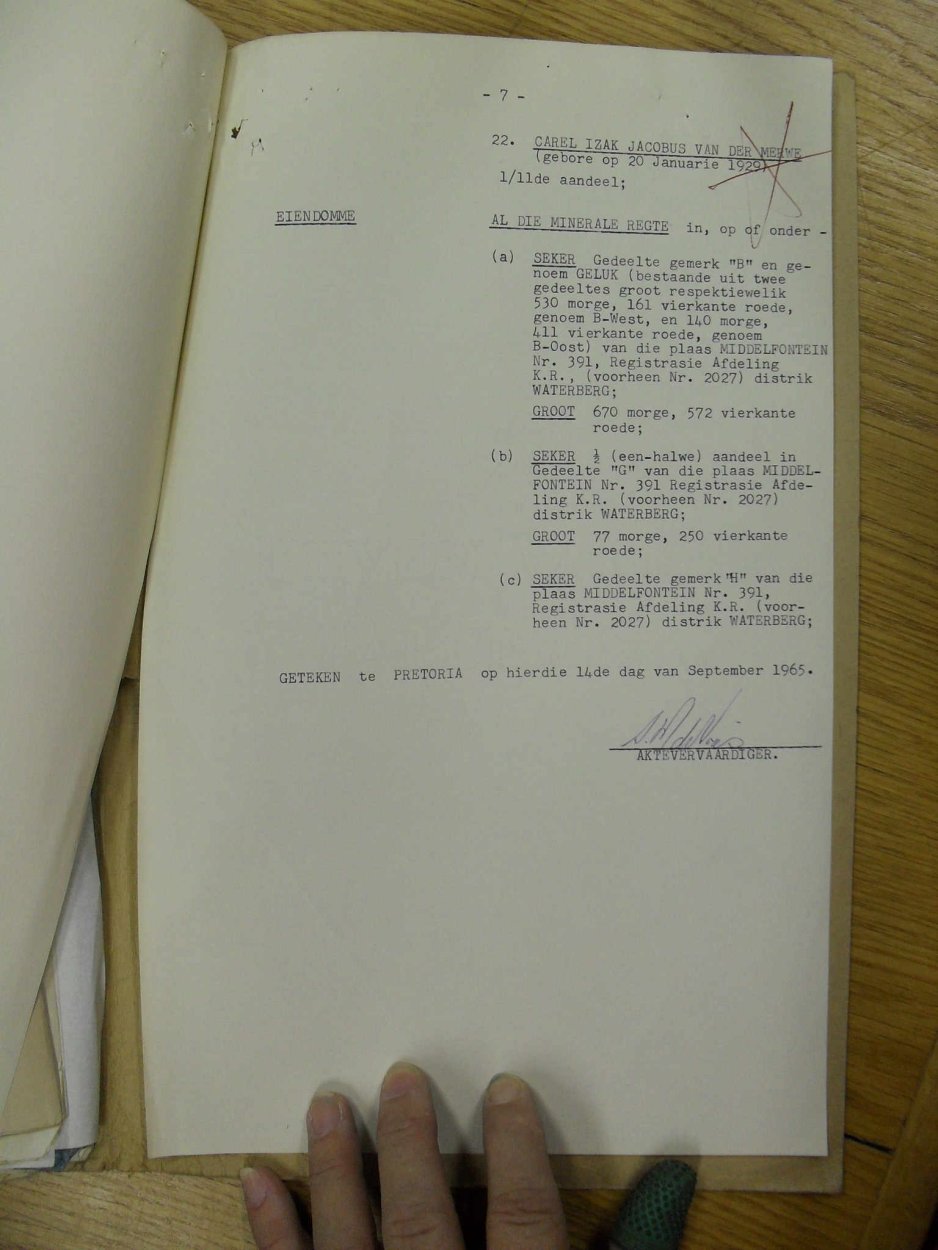 - 7 -
22. CAREL IZAK JACOBUS VAN DER MERWE
(gebore op 20 Januarie 1929)
1/11de aandeel;
EIENDOMME
AL DIE MINERALE REGTE in, op of onder -
(a) SEKER Gedeelte gemerk "B" en ge-
noem GELUK (bestaande uit twee
gedeeltes groot respektiewelik
530 morge, 161 vierkante roede,
genoem B-West, en 140 morge,
411 vierkante roede, genoem
B-Oost) van die plaas MIDDELFONTEIN
Nr. 391, Registrasie Afdeling
K.R., (voorheen Nr. 2027) distrik
WATERBERG;
GROOT 670 morge, 572 vierkante
roede;
(b) SEKER ½ (een-halwe) aandeel in
Gedeelte "G" van die plaas MIDDEL-
FONTEIN Nr. 391 Registrasie Afde-
ling K.R. (voorheen Nr. 2027)
distrik WATERBERG;
GROOT 77 morge, 250 vierkante
roede;
(c) SEKER Gedeelte gemerk "H" van die
plaas MIDDELFONTEIN Nr. 391,
Registrasie Afdeling K.R. (voor-
heen Nr. 2027) distrik WATERBERG;
GETEKEN te PRETORIA op hierdie 14de dag van September 1965.
AKTEVERVAARDIGER.